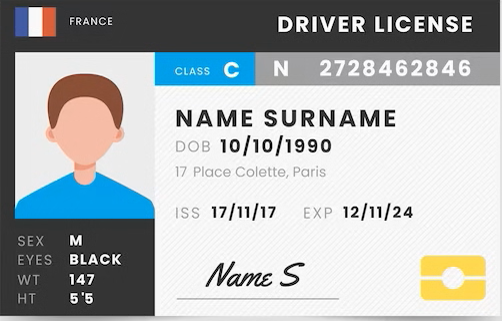 FRANCE
DRIVER LICENSE
CLASS C N 2728462846
NAME SURNAME
DOB 10/10/1990
17 Place Colette, Paris
ISS 17/11/17 EXP 12/11/24
SEX M
EYES BLACK
WT 147
HT 5'5
Name S